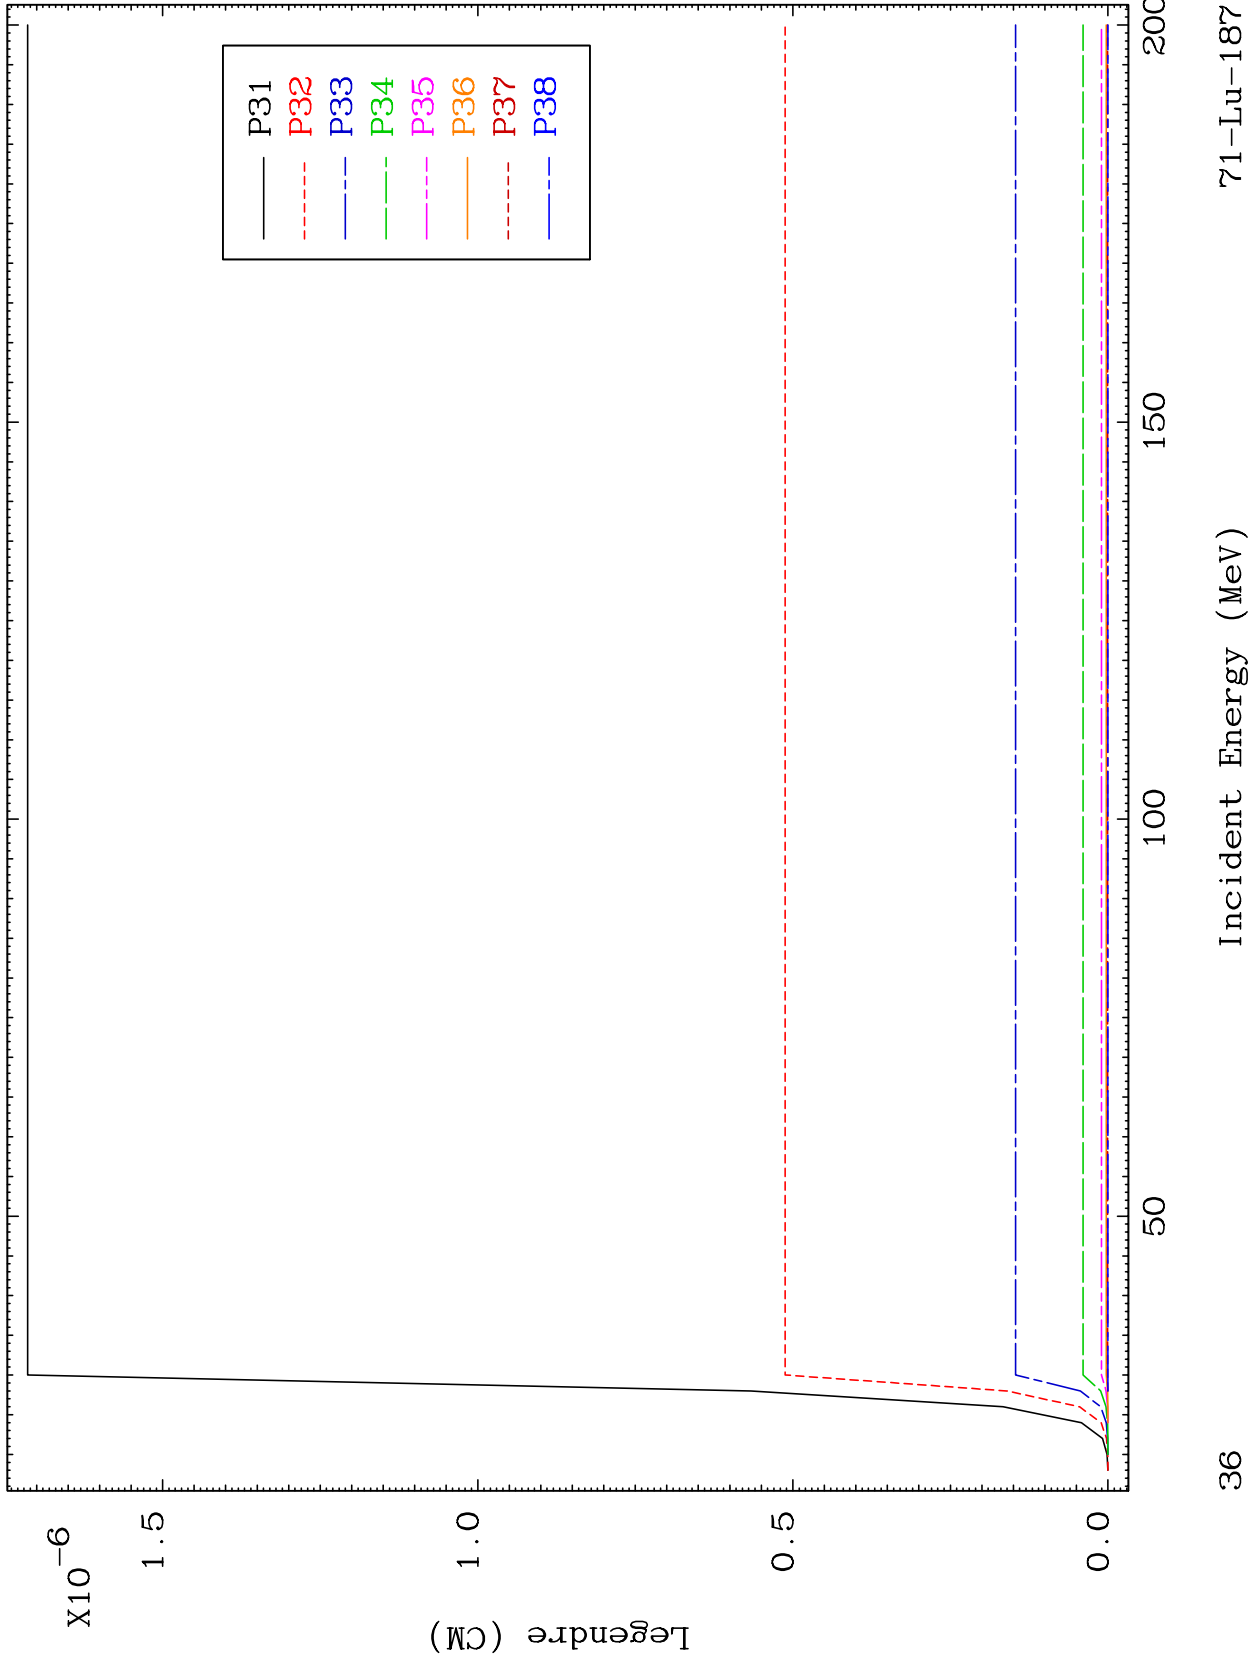 X10-6
1.5
1.0
0.5
0.0
Legendre (CM)
P31
P32
P33
P34
P35
P36
P37
P38
50
100
150
200
Incident Energy (MeV)
36
71-Lu-187